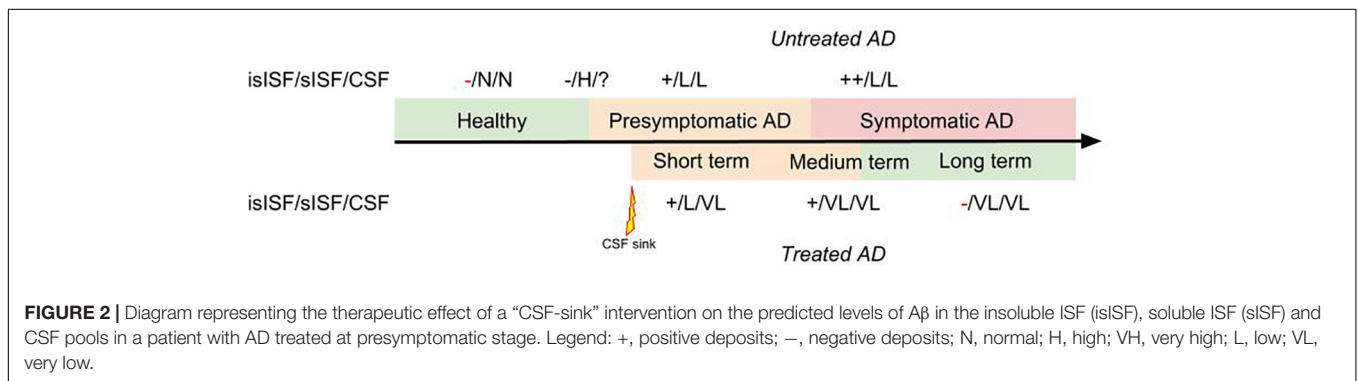 Untreated AD
isISF/sISF/CSF -/N/N -/H/? +/L/L ++/L/L
Healthy Presymptomatic AD Symptomatic AD
Short term Medium term Long term
isISF/sISF/CSF +/L/VL +/VL/VL -/VL/VL
CSF sink
Treated AD
FIGURE 2 | Diagram representing the therapeutic effect of a “CSF-sink” intervention on the predicted levels of Aβ in the insoluble ISF (isISF), soluble ISF (sISF) and
CSF pools in a patient with AD treated at presymptomatic stage. Legend: +, positive deposits; −, negative deposits; N, normal; H, high; VH, very high; L, low; VL,
very low.